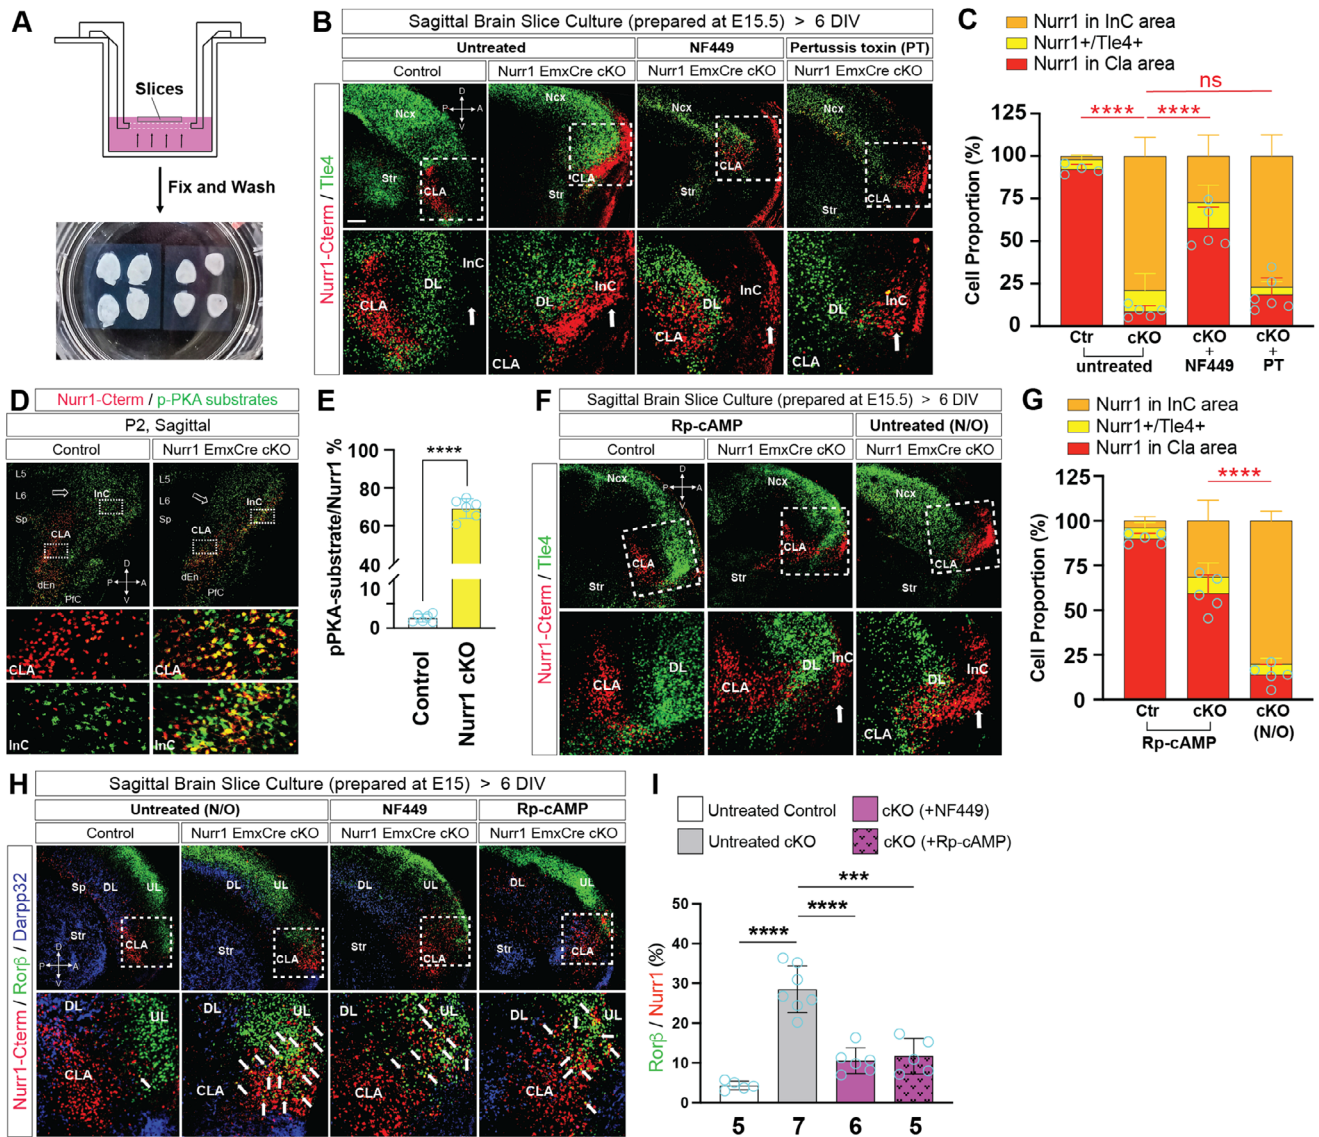 A
Slices
Fix and Wash
B
Sagittal Brain Slice Culture (prepared at E15.5) > 6 DIV
Untreated
NF449
Pertussis toxin (PT)
Control
Nurr1 EmxCre cKO
Nurr1 EmxCre cKO
Nurr1 EmxCre cKO
Nurr1-Cterm / Tle4
Ncx
D
P
A
V
Str
CLA
Ncx
CLA
Str
Ncx
CLA
Str
Ncx
CLA
Str
CLA
DL
InC
DL
InC
CLA
DL
InC
CLA
DL
InC
CLA
C
Nurr1 in InC area
Nurr1+/Tle4+
Nurr1 in Cla area
ns
**** ****
Cell Proportion (%)
125
100
75
50
25
0
Ctr cKO cKO cKO
+ +
untreated NF449 PT
D
Nurr1-Cterm / p-PKA substrates
P2, Sagittal
Control
Nurr1 EmxCre cKO
L5
L6
InC
Sp
CLA
dEn
PfC
D
P
A
V
L5
L6
InC
Sp
CLA
dEn
PfC
D
P
A
V
CLA
CLA
InC
InC
E
pPKA-substrate/Nurr1 %
****
100
80
60
40
10
0
Control
Nurr1 cKO
F
Sagittal Brain Slice Culture (prepared at E15.5) > 6 DIV
Rp-cAMP
Untreated (N/O)
Control
Nurr1 EmxCre cKO
Nurr1 EmxCre cKO
Nurr1-Cterm / Tle4
Ncx
D
P
A
V
CLA
Str
Ncx
CLA
Str
Ncx
CLA
Str
CLA
DL
CLA
DL
InC
DL
InC
CLA
G
Nurr1 in InC area
Nurr1+/Tle4+
Nurr1 in Cla area
****
Cell Proportion (%)
125
100
75
50
25
0
Ctr cKO cKO
Rp-cAMP (N/O)
H
Sagittal Brain Slice Culture (prepared at E15) > 6 DIV
Untreated (N/O)
NF449
Rp-cAMP
Control
Nurr1 EmxCre cKO
Nurr1 EmxCre cKO
Nurr1 EmxCre cKO
Nurr1-Cterm / Rorβ / Darpp32
Sp
DL
UL
Str
CLA
D
P
A
V
DL
UL
Str
CLA
DL
UL
Str
CLA
DL
UL
Str
CLA
DL
UL
CLA
DL
UL
CLA
DL
UL
CLA
DL
UL
CLA
I
Untreated Control
cKO (+NF449)
Untreated cKO
cKO (+Rp-cAMP)
***
****
****
Rorβ / Nurr1 (%)
50
40
30
20
10
0
5 7 6 5